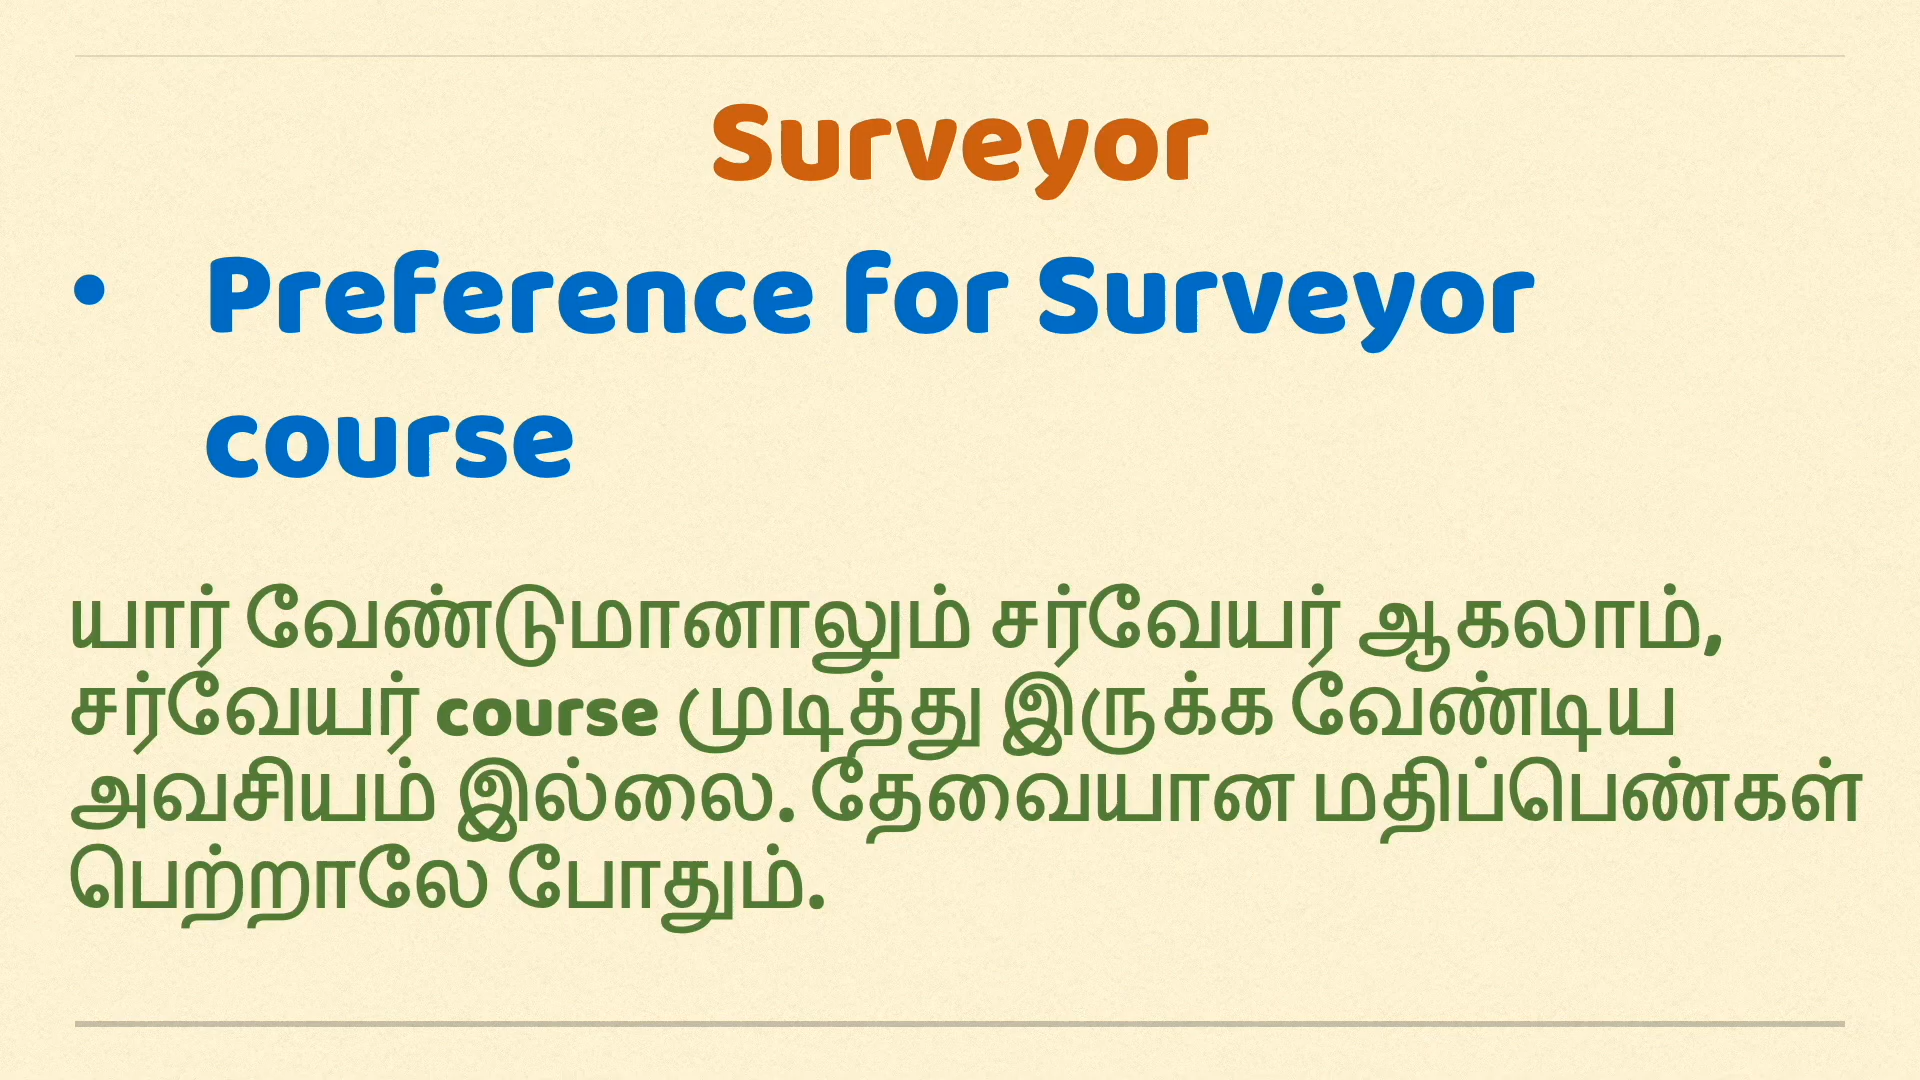 Surveyor
• Preference for Surveyor
course
யார் வேண்டுமானாலும் சர்வேயர் ஆகலாம்,
சர்வேயர் course முடித்து இருக்க வேண்டிய
அவசியம் இல்லை. தேவையான மதிப்பெண்கள்
பெற்றாலே போதும்.